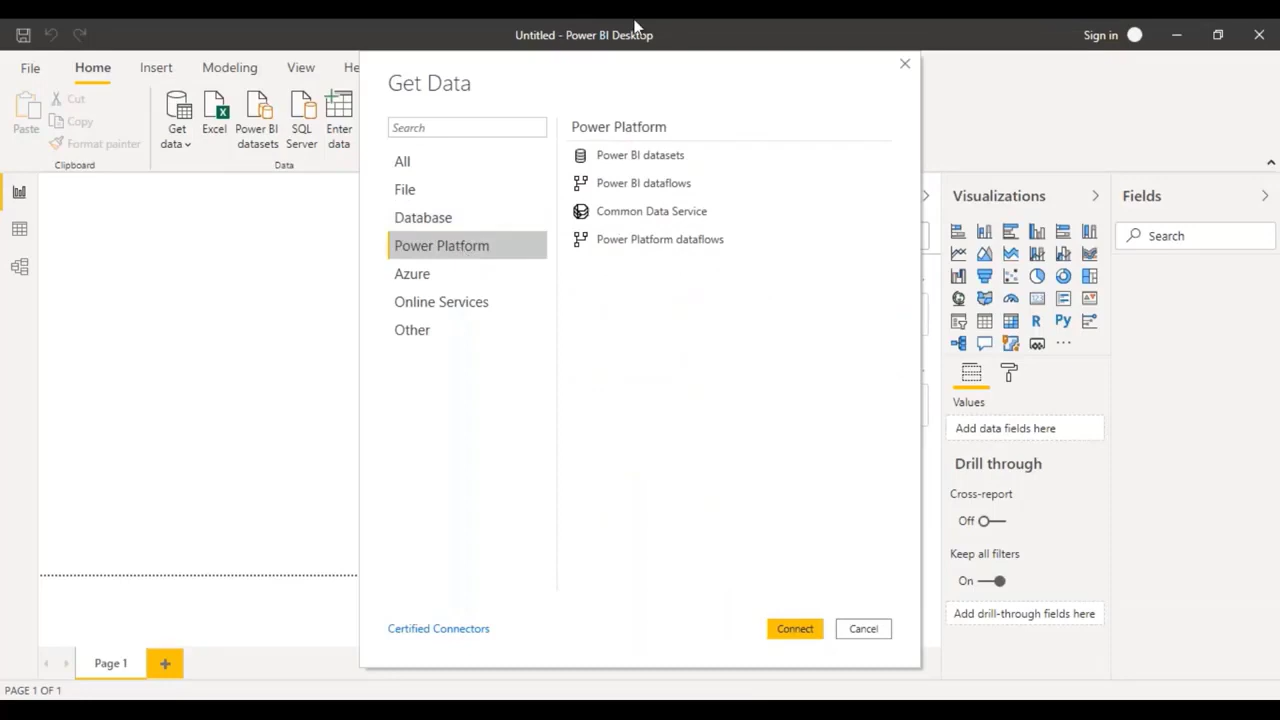 Untitled - Power BI Desktop
Sign in
File
Home
Insert
Modeling
View
He
Paste
Cut
Copy
Format painter
Clipboard
Get data
Excel
Power BI datasets
SQL Server
Enter data
Data
Get Data
Search
All
File
Database
Power Platform
Azure
Online Services
Other
Power Platform
Power BI datasets
Power BI dataflows
Common Data Service
Power Platform dataflows
Certified Connectors
Connect
Cancel
Visualizations
R
Py
Values
Add data fields here
Drill through
Cross-report
Off
Keep all filters
On
Add drill-through fields here
Fields
Search
Page 1
PAGE 1 OF 1